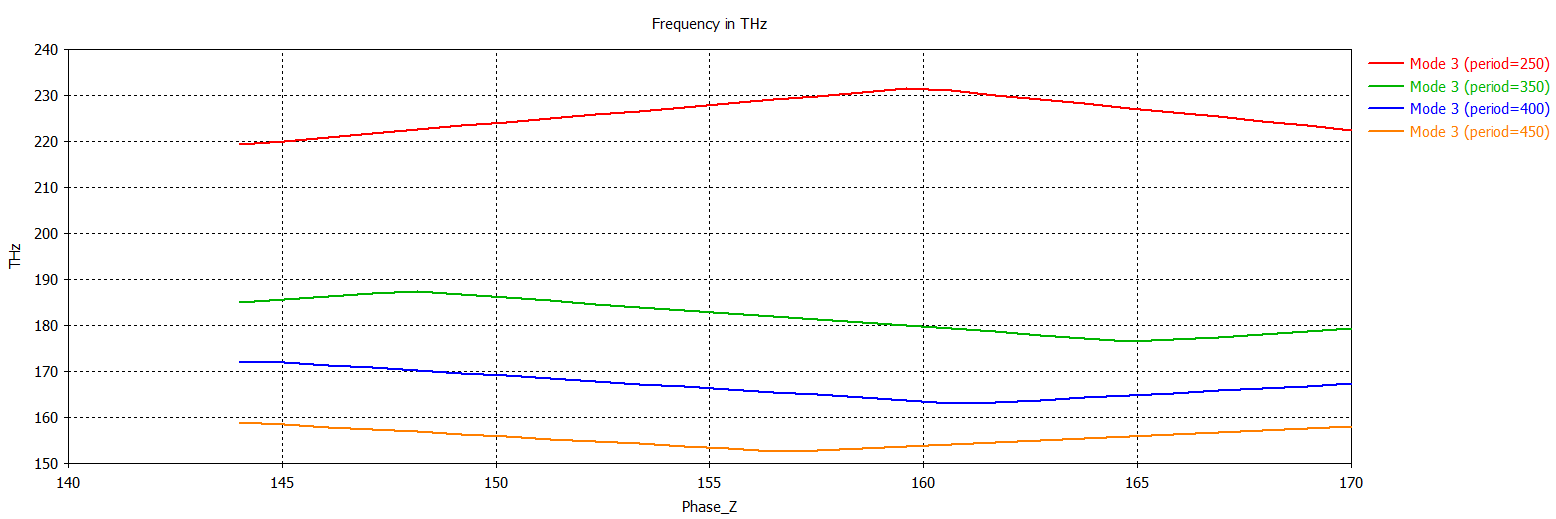 Frequency in THz
240
230
220
210
200
190
180
170
160
150
THz
140
145
150
155
160
165
170
Phase_Z
Mode 3 (period=250)
Mode 3 (period=350)
Mode 3 (period=400)
Mode 3 (period=450)